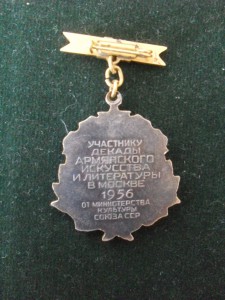 УЧАСТНИКУ
ДЕКАДЫ
АРМЯНСКОГО
ИСКУССТВА
И ЛИТЕРАТУРЫ
В МОСКВЕ
1956
ОТ МИНИСТЕРСТВА
КУЛЬТУРЫ
СОЮЗА ССР